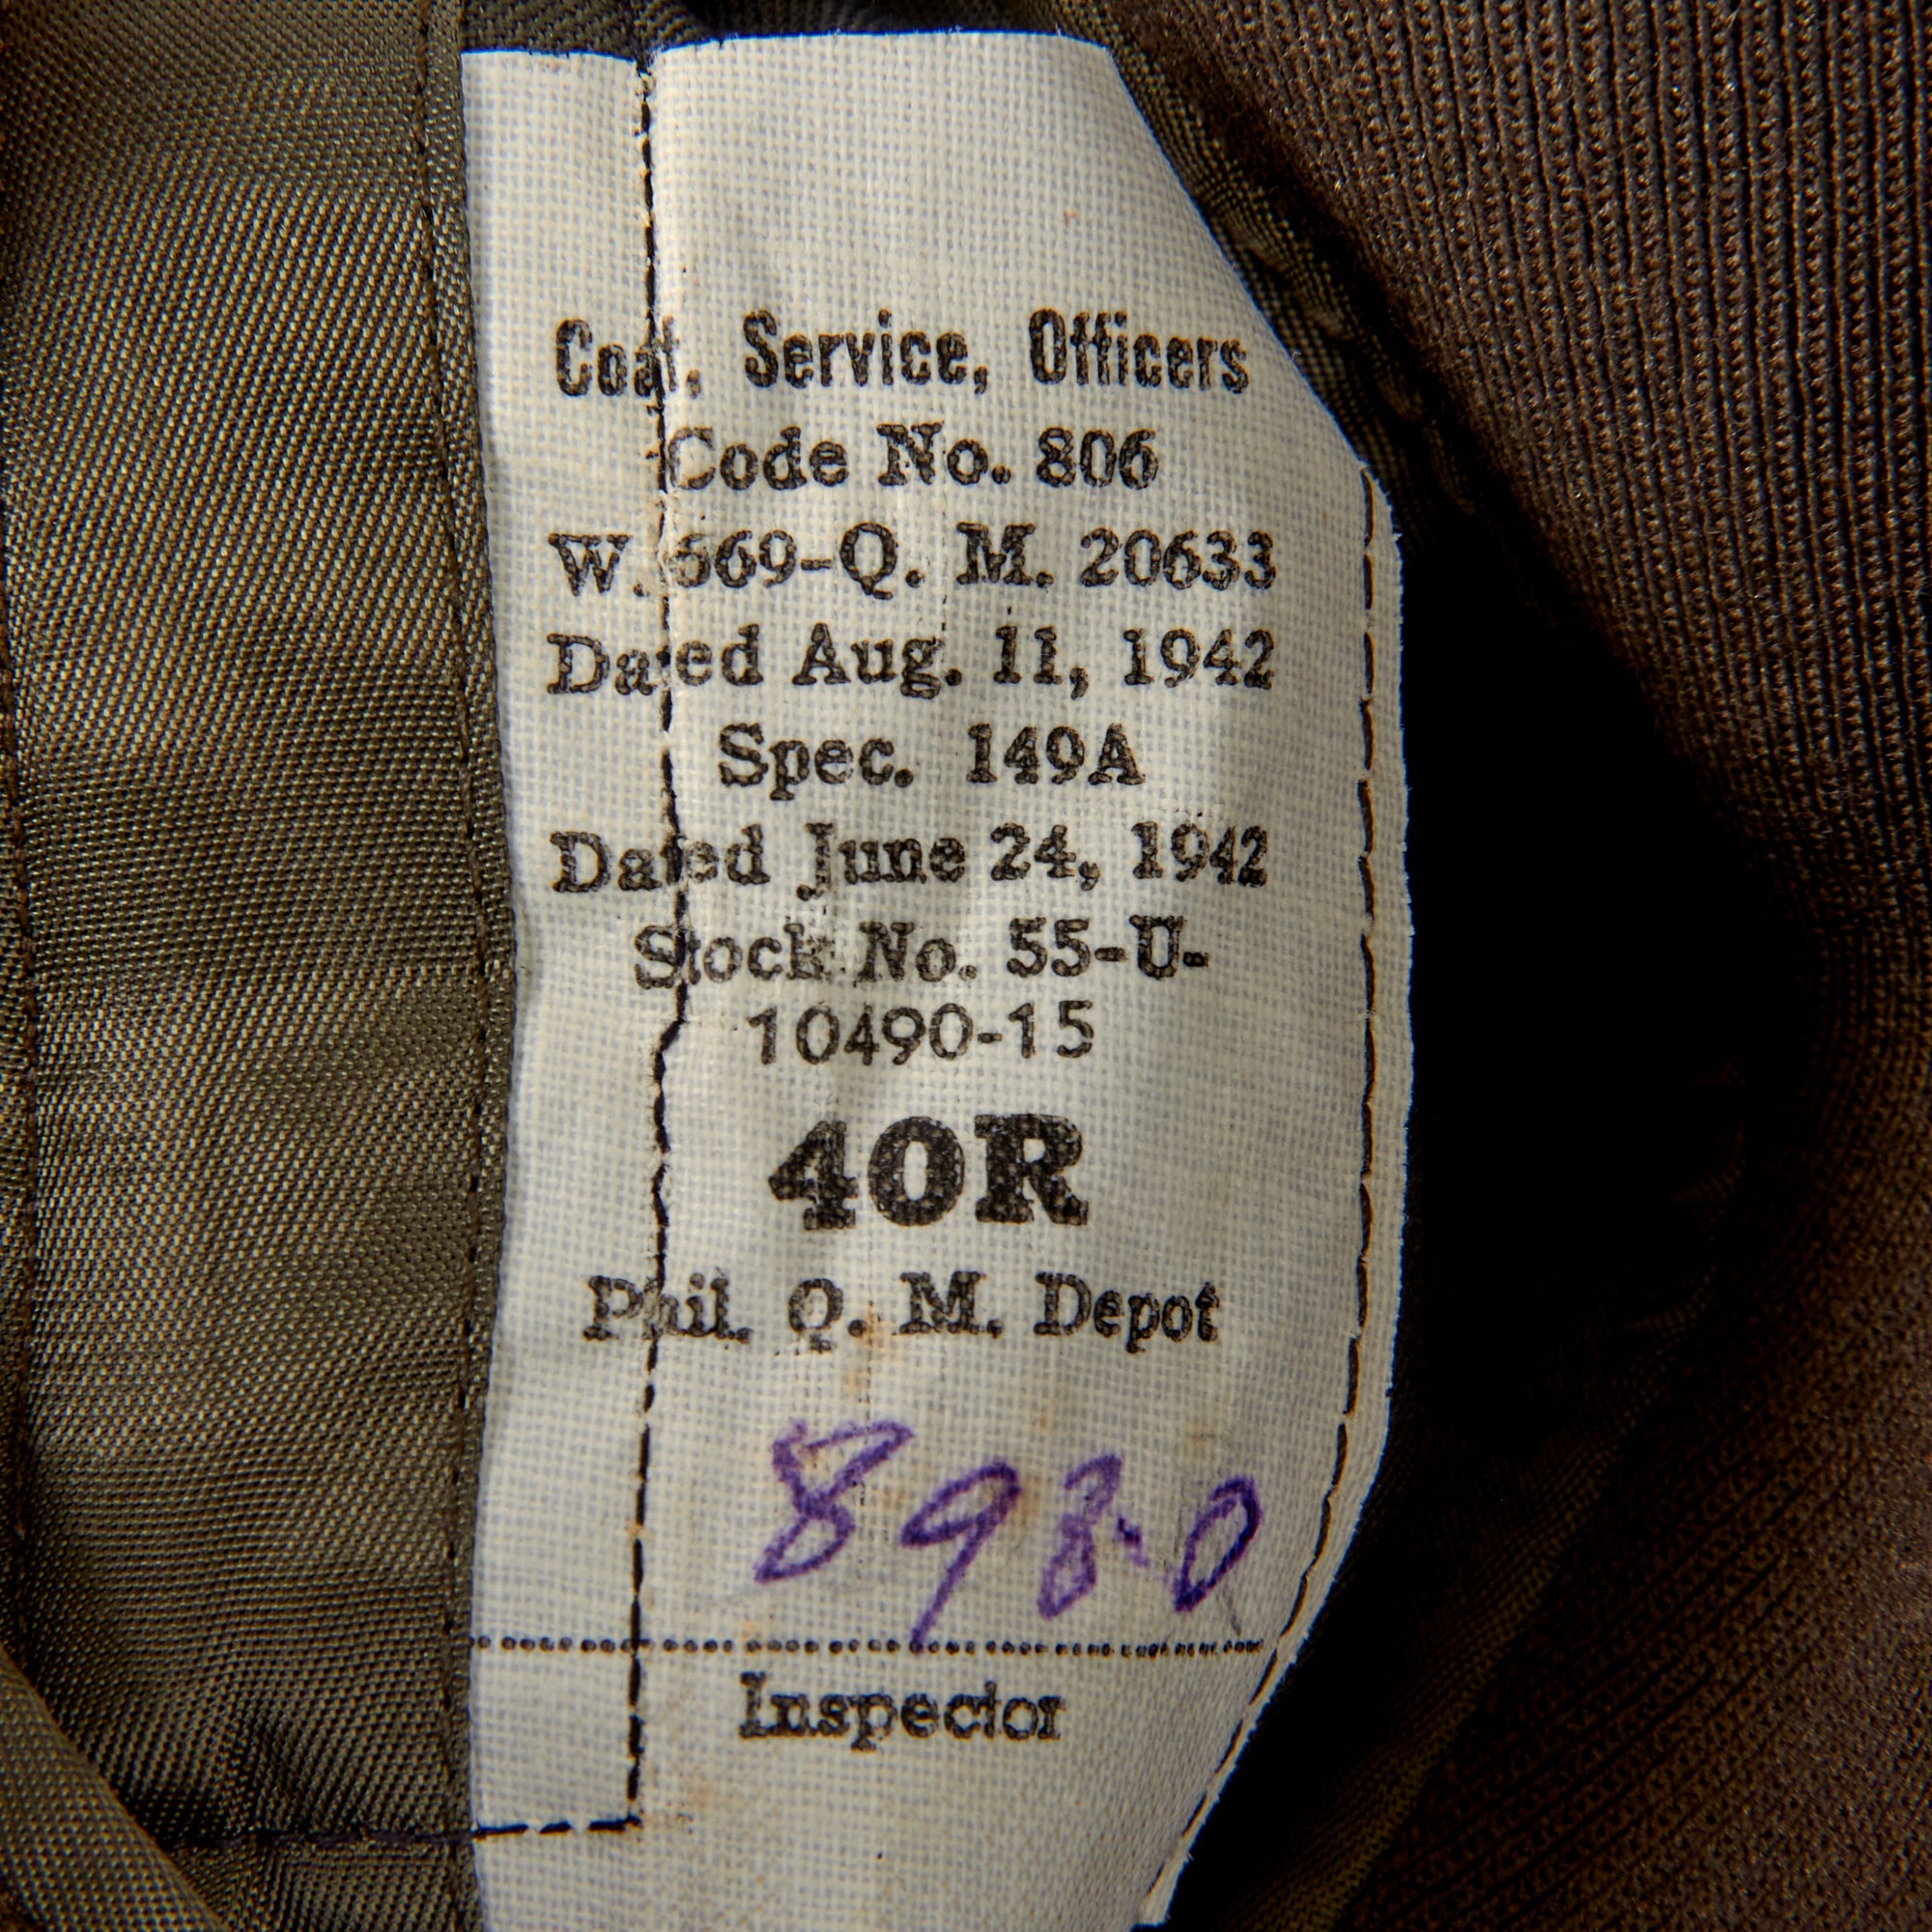 Coat, Service, Officers
Code No. 806
W. 669-Q. M. 20633
Dated Aug. 11, 1942
Spec. 149A
Dated June 24, 1942
Stock No. 55-U-
10490-15
40R
Phil. Q. M. Depot
898-0
Inspector